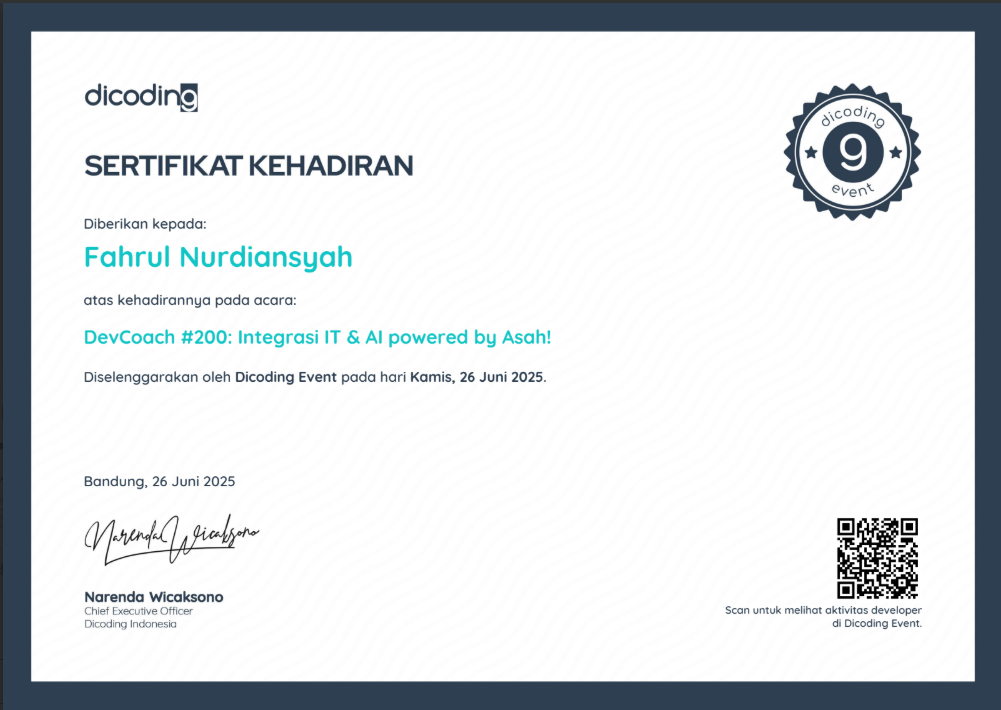 dicoding
SERTIFIKAT KEHADIRAN
dicoding
9
event
Diberikan kepada:
Fahrul Nurdiansyah
atas kehadirannya pada acara:
DevCoach #200: Integrasi IT & AI powered by Asah!
Diselenggarakan oleh Dicoding Event pada hari Kamis, 26 Juni 2025.
Bandung, 26 Juni 2025
Narenda Wicaksono
Narenda Wicaksono
Chief Executive Officer
Dicoding Indonesia
Scan untuk melihat aktivitas developer
di Dicoding Event.